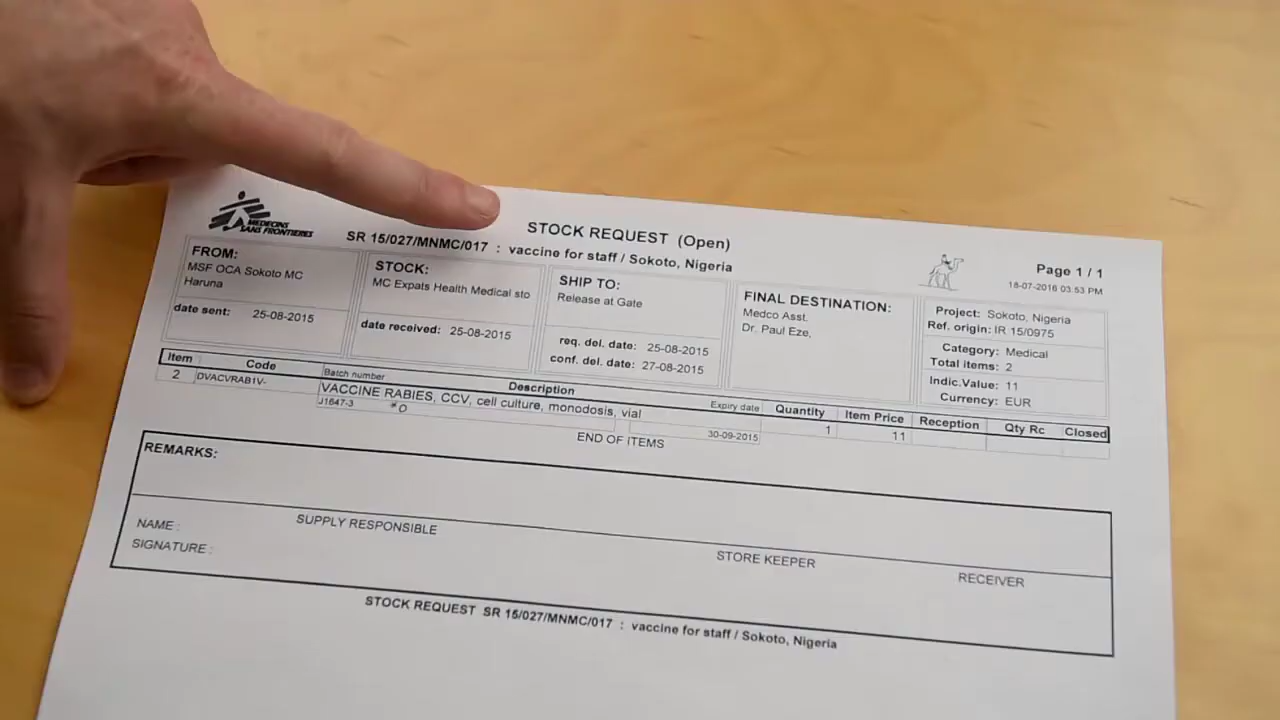 MEDECINS
SANS FRONTIERES
STOCK REQUEST (Open)
SR 15/027/MNMC/017 : vaccine for staff / Sokoto, Nigeria
Page 1 / 1
18-07-2016 03:53 PM
FROM:
MSF OCA Sokoto MC
Haruna
date sent: 25-08-2015
STOCK:
MC Expats Health Medical sto
date received: 25-08-2015
SHIP TO:
Release at Gate
req. del. date: 25-08-2015
conf. del. date: 27-08-2015
FINAL DESTINATION:
Medco Asst.
Dr. Paul Eze,
Project: Sokoto, Nigeria
Ref. origin: IR 15/0975
Category: Medical
Total items: 2
Indic.Value: 11
Currency: EUR
Item Code Batch number Description Expiry date Quantity Item Price Reception Qty Rc Closed
2 DVACVRAB1V- VACCINE RABIES, CCV, cell culture, monodosis, vial 1 11
J1647-3 *O 30-09-2015
END OF ITEMS
REMARKS:
SUPPLY RESPONSIBLE STORE KEEPER RECEIVER
NAME :
SIGNATURE :
STOCK REQUEST SR 15/027/MNMC/017 : vaccine for staff / Sokoto, Nigeria